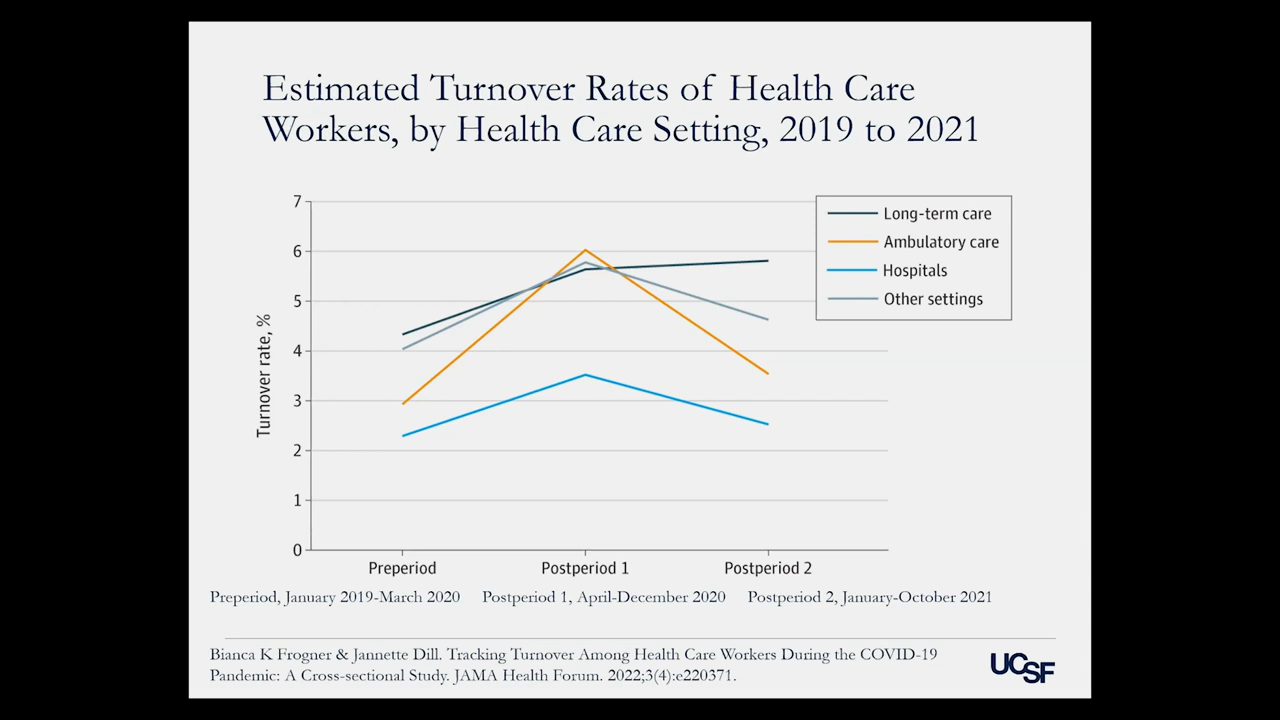 Estimated Turnover Rates of Health Care
Workers, by Health Care Setting, 2019 to 2021
7
6
5
4
3
2
1
0
Turnover rate, %
Long-term care
Ambulatory care
Hospitals
Other settings
Preperiod
Postperiod 1
Postperiod 2
Preperiod, January 2019-March 2020 Postperiod 1, April-December 2020 Postperiod 2, January-October 2021
Bianca K Frogner & Jannette Dill. Tracking Turnover Among Health Care Workers During the COVID-19
Pandemic: A Cross-sectional Study. JAMA Health Forum. 2022;3(4):e220371.
UCSF